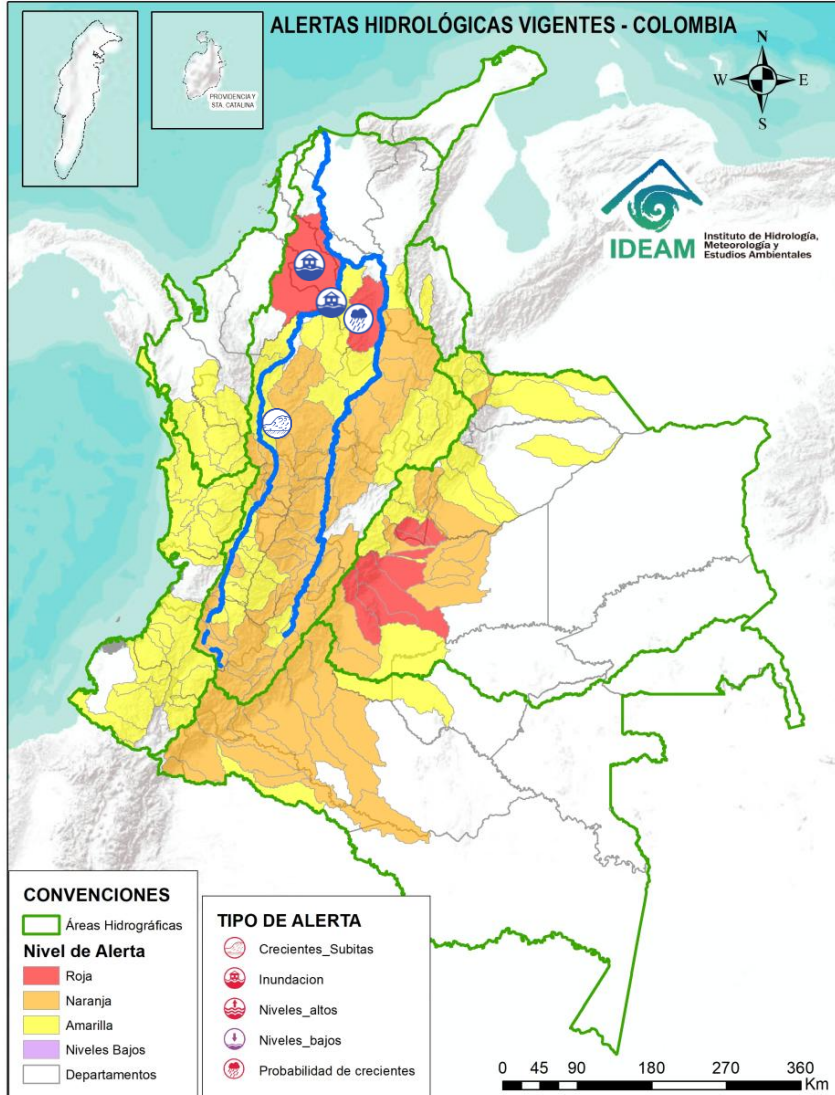 ALERTAS HIDROLÓGICAS VIGENTES - COLOMBIA
PROVIDENCIA Y
STA. CATALINA
N
W
E
S
IDEAM
Instituto de Hidrología,
Meteorología y
Estudios Ambientales
CONVENCIONES
Áreas Hidrográficas
Nivel de Alerta
Roja
Naranja
Amarilla
Niveles Bajos
Departamentos
TIPO DE ALERTA
Crecientes_Subitas
Inundacion
Niveles_altos
Niveles_bajos
Probabilidad de crecientes
0 45 90 180 270 360
Km